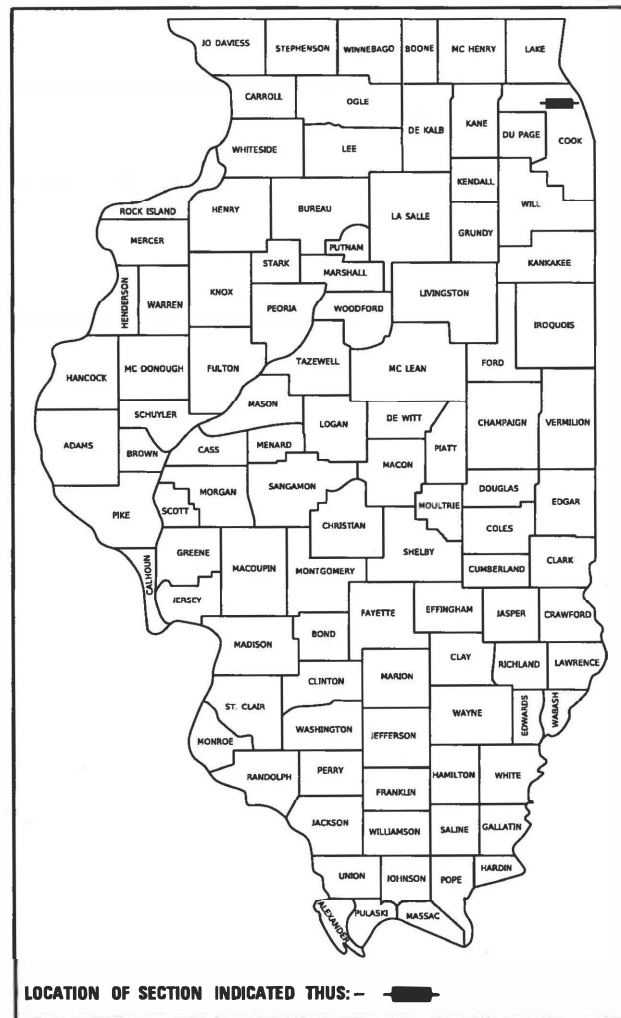 JO DAVIESS
STEPHENSON
WINNEBAGO
BOONE
MC HENRY
LAKE
CARROLL
OGLE
DE KALB
KANE
DU PAGE
COOK
WHITESIDE
LEE
KENDALL
WILL
ROCK ISLAND
HENRY
BUREAU
LA SALLE
GRUNDY
MERCER
PUTNAM
KANKAKEE
STARK
MARSHALL
HENDERSON
WARREN
KNOX
PEORIA
WOODFORD
LIVINGSTON
IROQUOIS
HANCOCK
MC DONOUGH
FULTON
TAZEWELL
MC LEAN
FORD
MASON
SCHUYLER
LOGAN
DE WITT
CHAMPAIGN
VERMILION
ADAMS
BROWN
CASS
MENARD
PIATT
MACON
MORGAN
SANGAMON
DOUGLAS
EDGAR
PIKE
SCOTT
CHRISTIAN
MOULTRIE
COLES
GREENE
SHELBY
CALHOUN
MACOUPIN
MONTGOMERY
CUMBERLAND
CLARK
JERSEY
FAYETTE
EFFINGHAM
JASPER
CRAWFORD
MADISON
BOND
CLAY
RICHLAND
LAWRENCE
CLINTON
MARION
ST. CLAIR
WAYNE
EDWARDS
WABASH
WASHINGTON
JEFFERSON
MONROE
RANDOLPH
PERRY
HAMILTON
WHITE
FRANKLIN
JACKSON
WILLIAMSON
SALINE
GALLATIN
UNION
JOHNSON
POPE
HARDIN
ALEXANDER
PULASKI
MASSAC
LOCATION OF SECTION INDICATED THUS: -